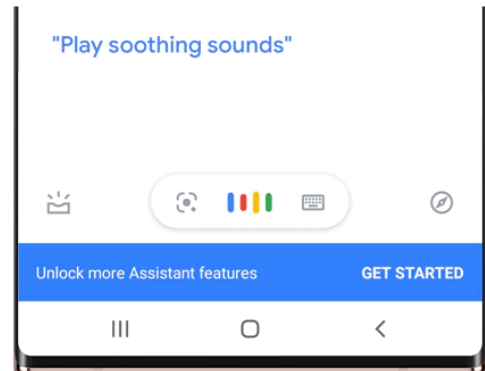 "Play soothing sounds"
Unlock more Assistant features
GET STARTED